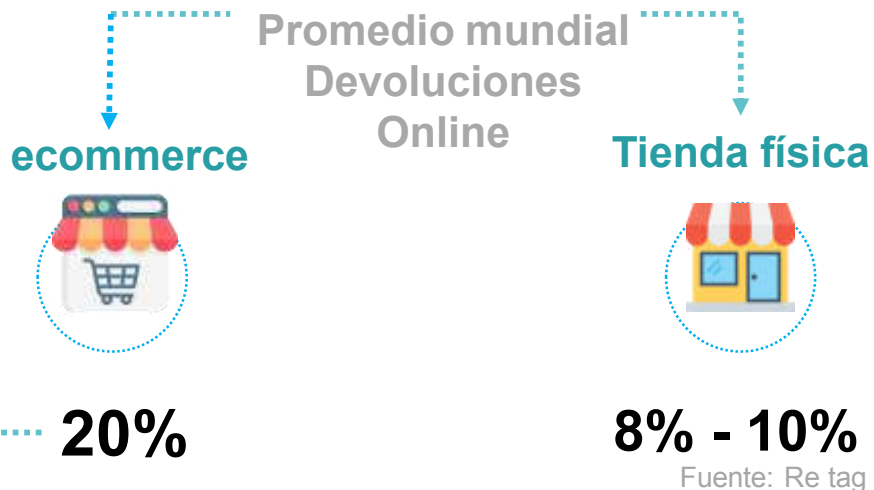 Promedio mundial
Devoluciones
Online
ecommerce
Tienda física
20%
8% - 10%
Fuente: Re tag